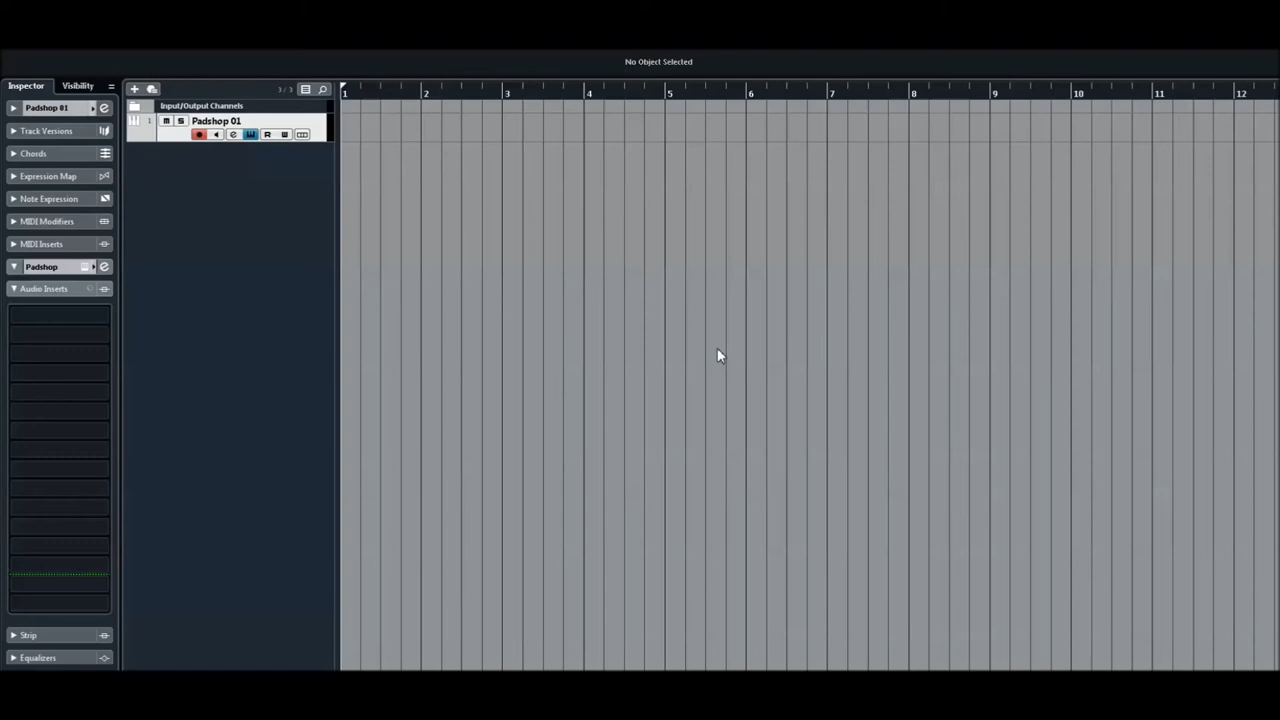 No Object Selected
Inspector Visibility
3 / 3
1 2 3 4 5 6 7 8 9 10 11 12
Padshop 01
Input/Output Channels
1 M S Padshop 01
R W
Track Versions
Chords
Expression Map
Note Expression
MIDI Modifiers
MIDI Inserts
Padshop
Audio Inserts
Strip
Equalizers